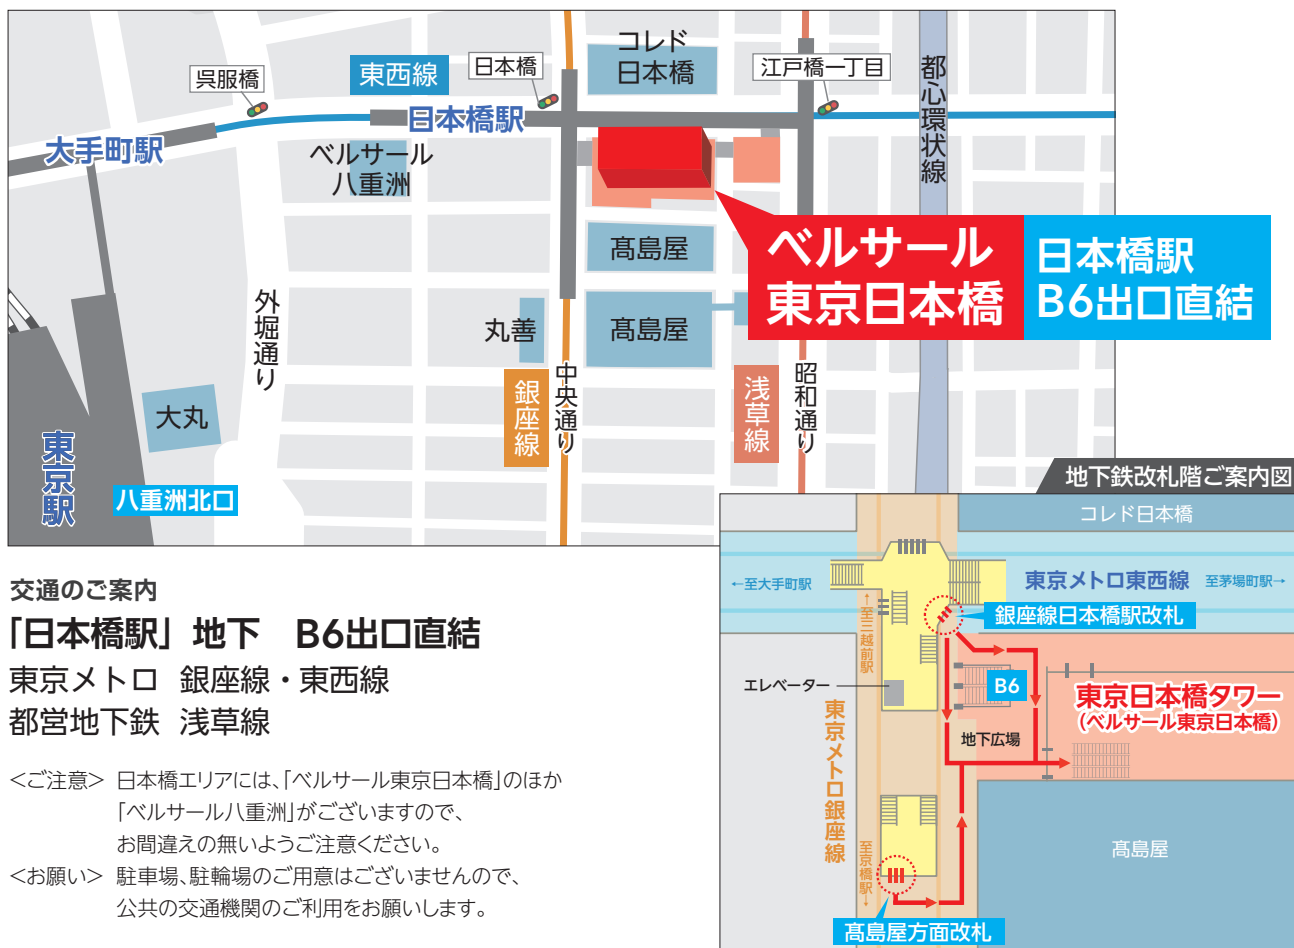 コレド
日本橋
呉服橋
東西線
日本橋
江戸橋一丁目
都心環状線
日本橋駅
大手町駅
ベルサール
八重洲
ベルサール
東京日本橋
日本橋駅
B6出口直結
髙島屋
髙島屋
丸善
外堀通り
銀座線
中央通り
浅草線
昭和通り
大丸
東京駅
八重洲北口
地下鉄改札階ご案内図
コレド日本橋
←至大手町駅
東京メトロ東西線
至茅場町駅→
銀座線日本橋駅改札
←至三越前駅
エレベーター
B6
東京日本橋タワー
(ベルサール東京日本橋)
地下広場
東京メトロ銀座線
至京橋駅→
髙島屋
髙島屋方面改札
交通のご案内
「日本橋駅」地下 B6出口直結
東京メトロ 銀座線・東西線
都営地下鉄 浅草線
<ご注意> 日本橋エリアには、「ベルサール東京日本橋」のほか
「ベルサール八重洲」がございますので、
お間違えの無いようご注意ください。
<お願い> 駐車場、駐輪場のご用意はございませんので、
公共の交通機関のご利用をお願いします。